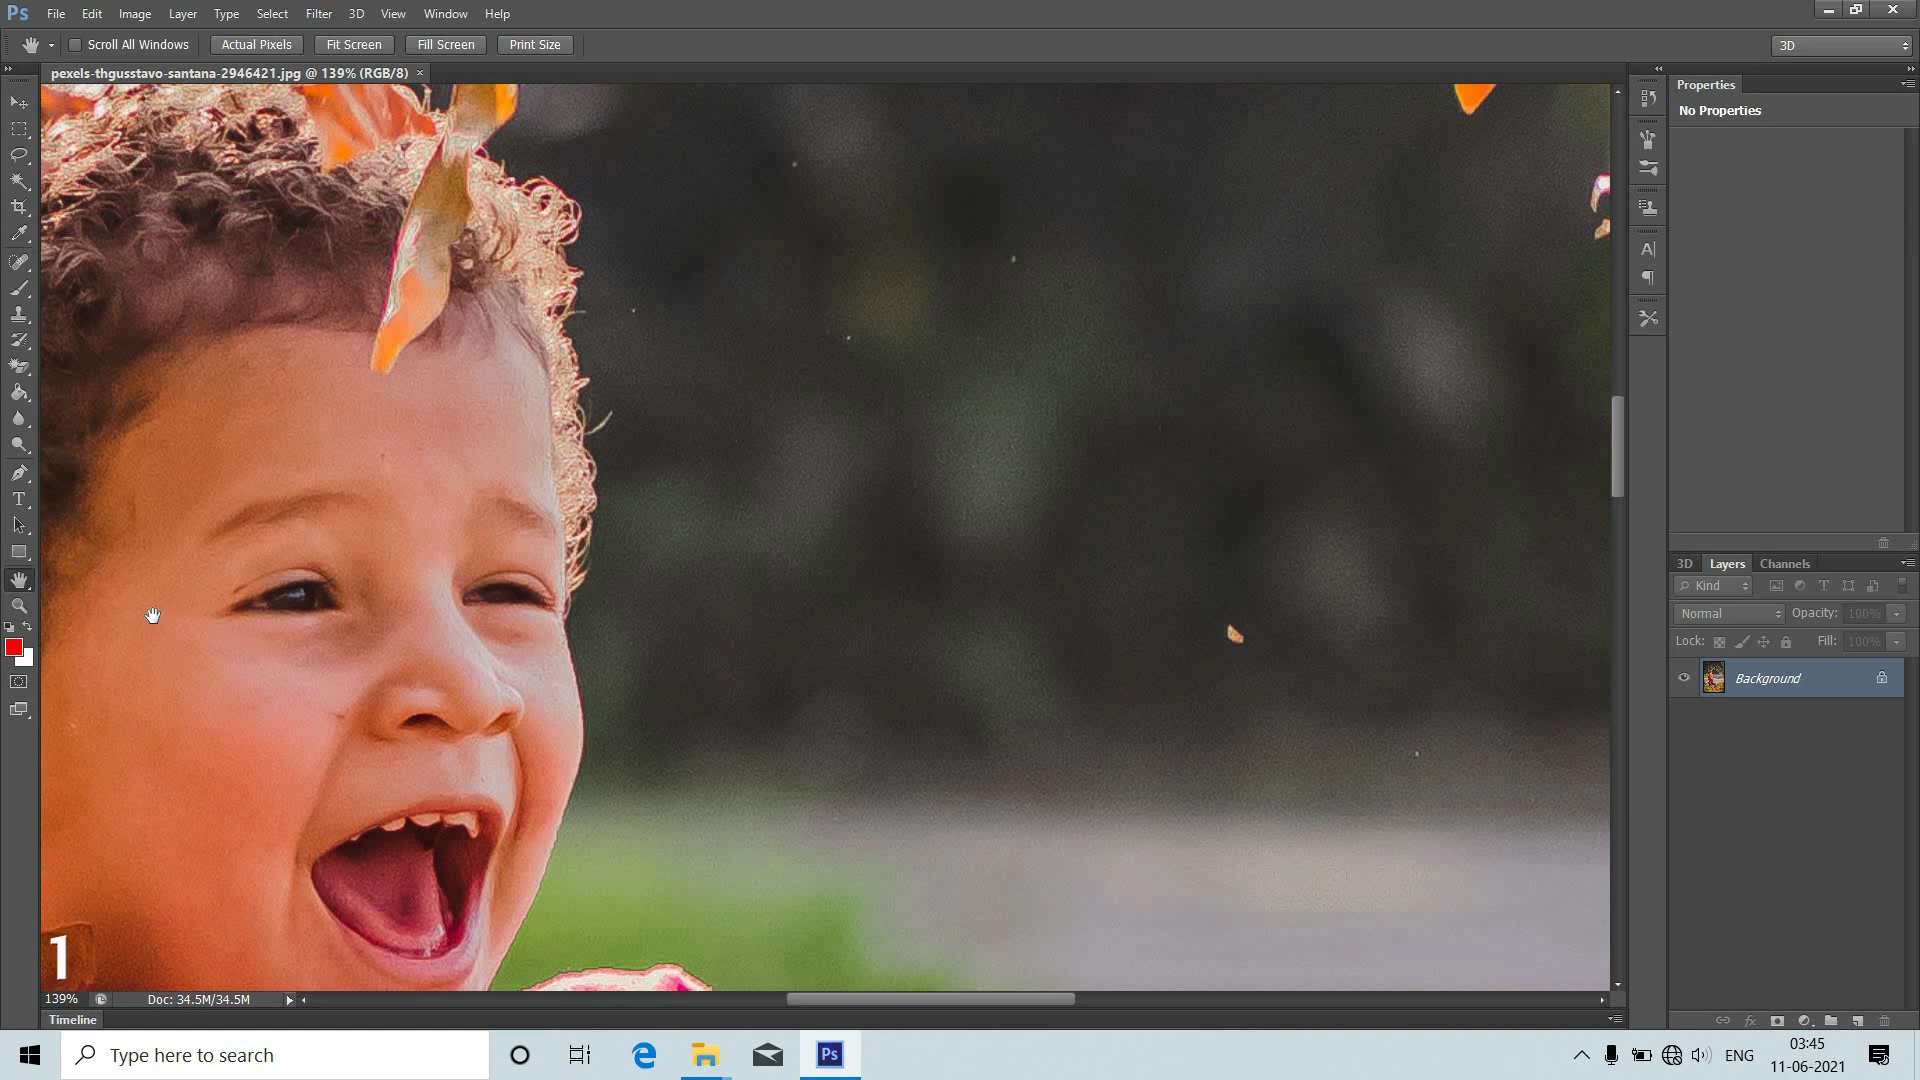 Ps File Edit Image Layer Type Select Filter 3D View Window Help
Scroll All Windows Actual Pixels Fit Screen Fill Screen Print Size 3D
pexels-thgusstavo-santana-2946421.jpg @ 139% (RGB/8) ×
Properties
No Properties
3D Layers Channels
Kind
Normal Opacity: 100%
Lock: Fill: 100%
Background
1
139% Doc: 34.5M/34.5M
Timeline
Type here to search
Ps
ENG
03:45
11-06-2021